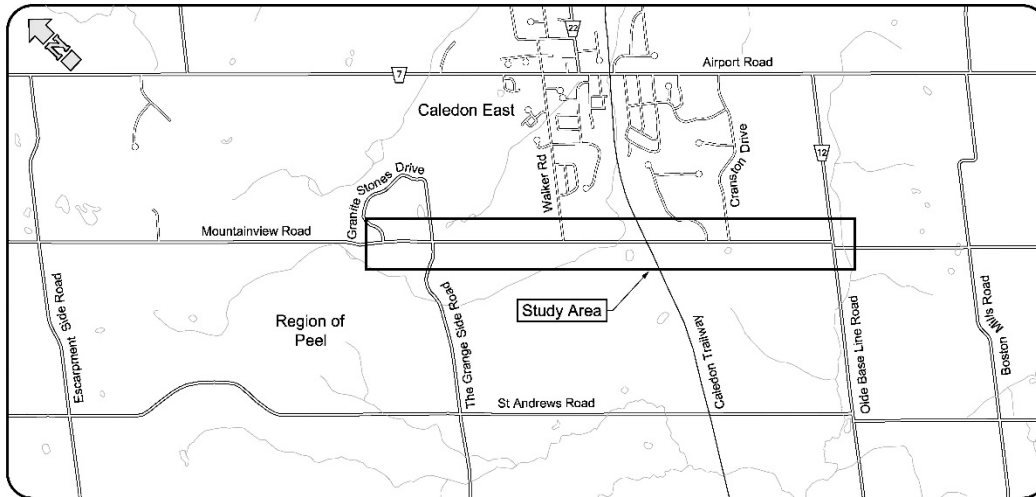 N
22
Airport Road
7
Caledon East
Walker Rd
Cranston Drive
12
Granite Stones Drive
Mountainview Road
Study Area
Escarpment Side Road
Region of
Peel
The Grange Side Road
Caledon Trailway
Olde Base Line Road
Boston Mills Road
St Andrews Road